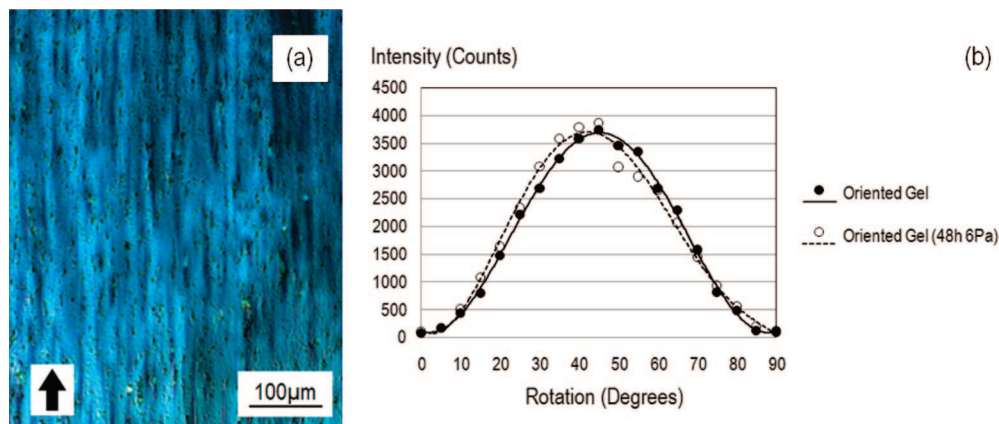 (a)
100µm
Intensity (Counts)
(b)
4500
4000
3500
3000
2500
2000
1500
1000
500
0
0 10 20 30 40 50 60 70 80 90
Rotation (Degrees)
Oriented Gel
Oriented Gel (48h 6Pa)